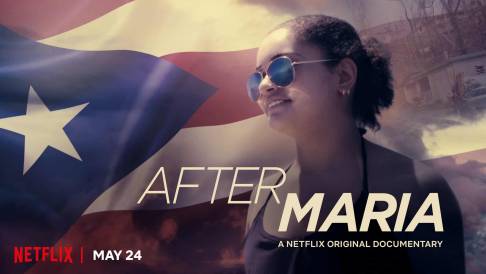 AFTER
MARIA
A NETFLIX ORIGINAL DOCUMENTARY
NETFLIX | MAY 24